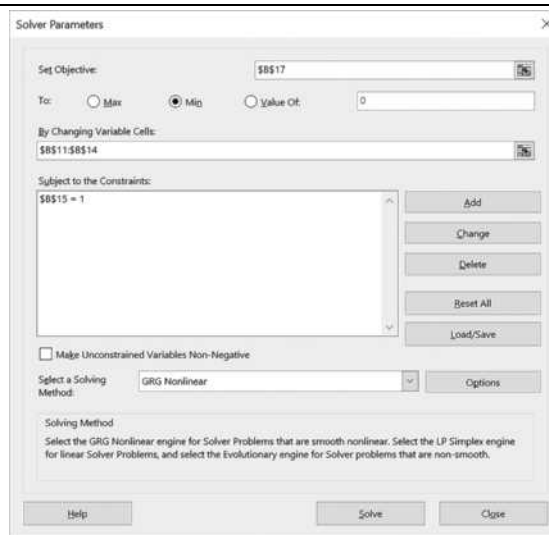 Solver Parameters
Set Objective: $B$17
To: Max Min Value Of: 0
By Changing Variable Cells:
$B$11:$B$14
Subject to the Constraints:
$B$15 = 1
Add
Change
Delete
Reset All
Load/Save
Make Unconstrained Variables Non-Negative
Select a Solving
Method:
GRG Nonlinear
Options
Solving Method
Select the GRG Nonlinear engine for Solver Problems that are smooth nonlinear. Select the LP Simplex engine
for linear Solver Problems, and select the Evolutionary engine for Solver problems that are non-smooth.
Help Solve Close